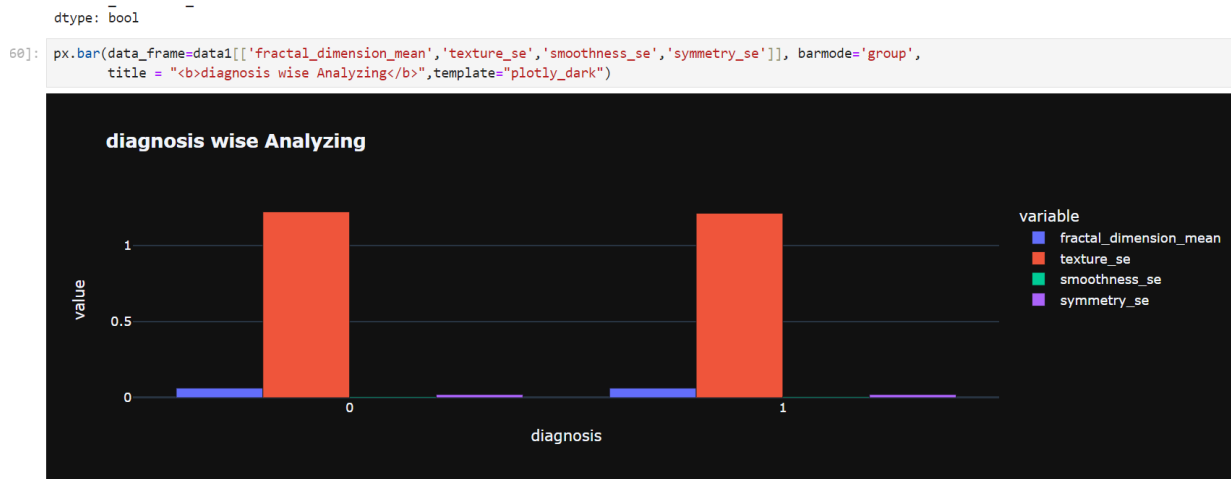 dtype: bool
60]:
px.bar(data_frame=data1[['fractal_dimension_mean','texture_se','smoothness_se','symmetry_se']], barmode='group',
title = "<b>diagnosis wise Analyzing</b>",template="plotly_dark")
diagnosis wise Analyzing
variable
fractal_dimension_mean
texture_se
smoothness_se
symmetry_se
value
1
0.5
0
0
1
diagnosis